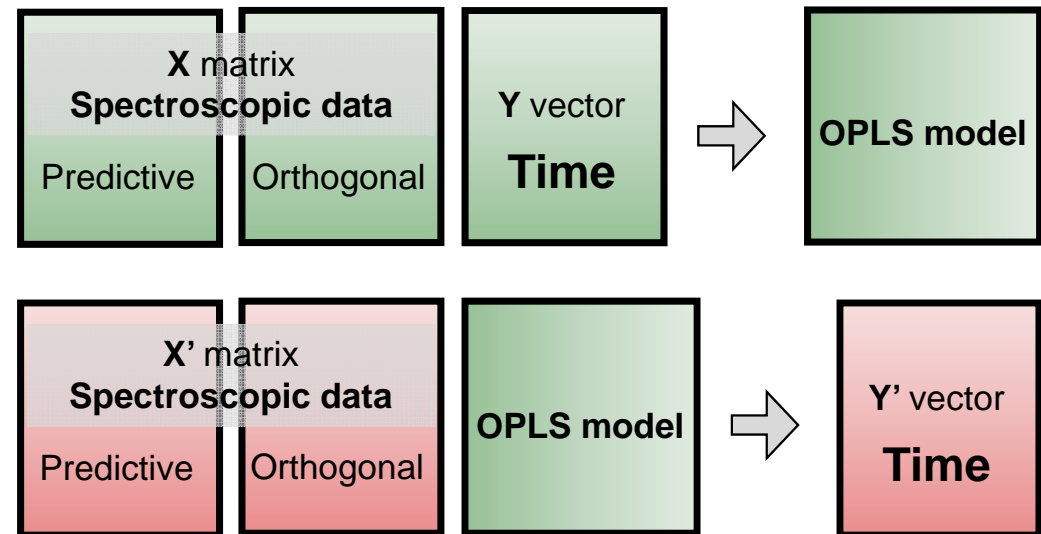 X matrix
Spectroscopic data
Predictive
Orthogonal
Y vector
Time
OPLS model
X’ matrix
Spectroscopic data
Predictive
Orthogonal
OPLS model
Y’ vector
Time